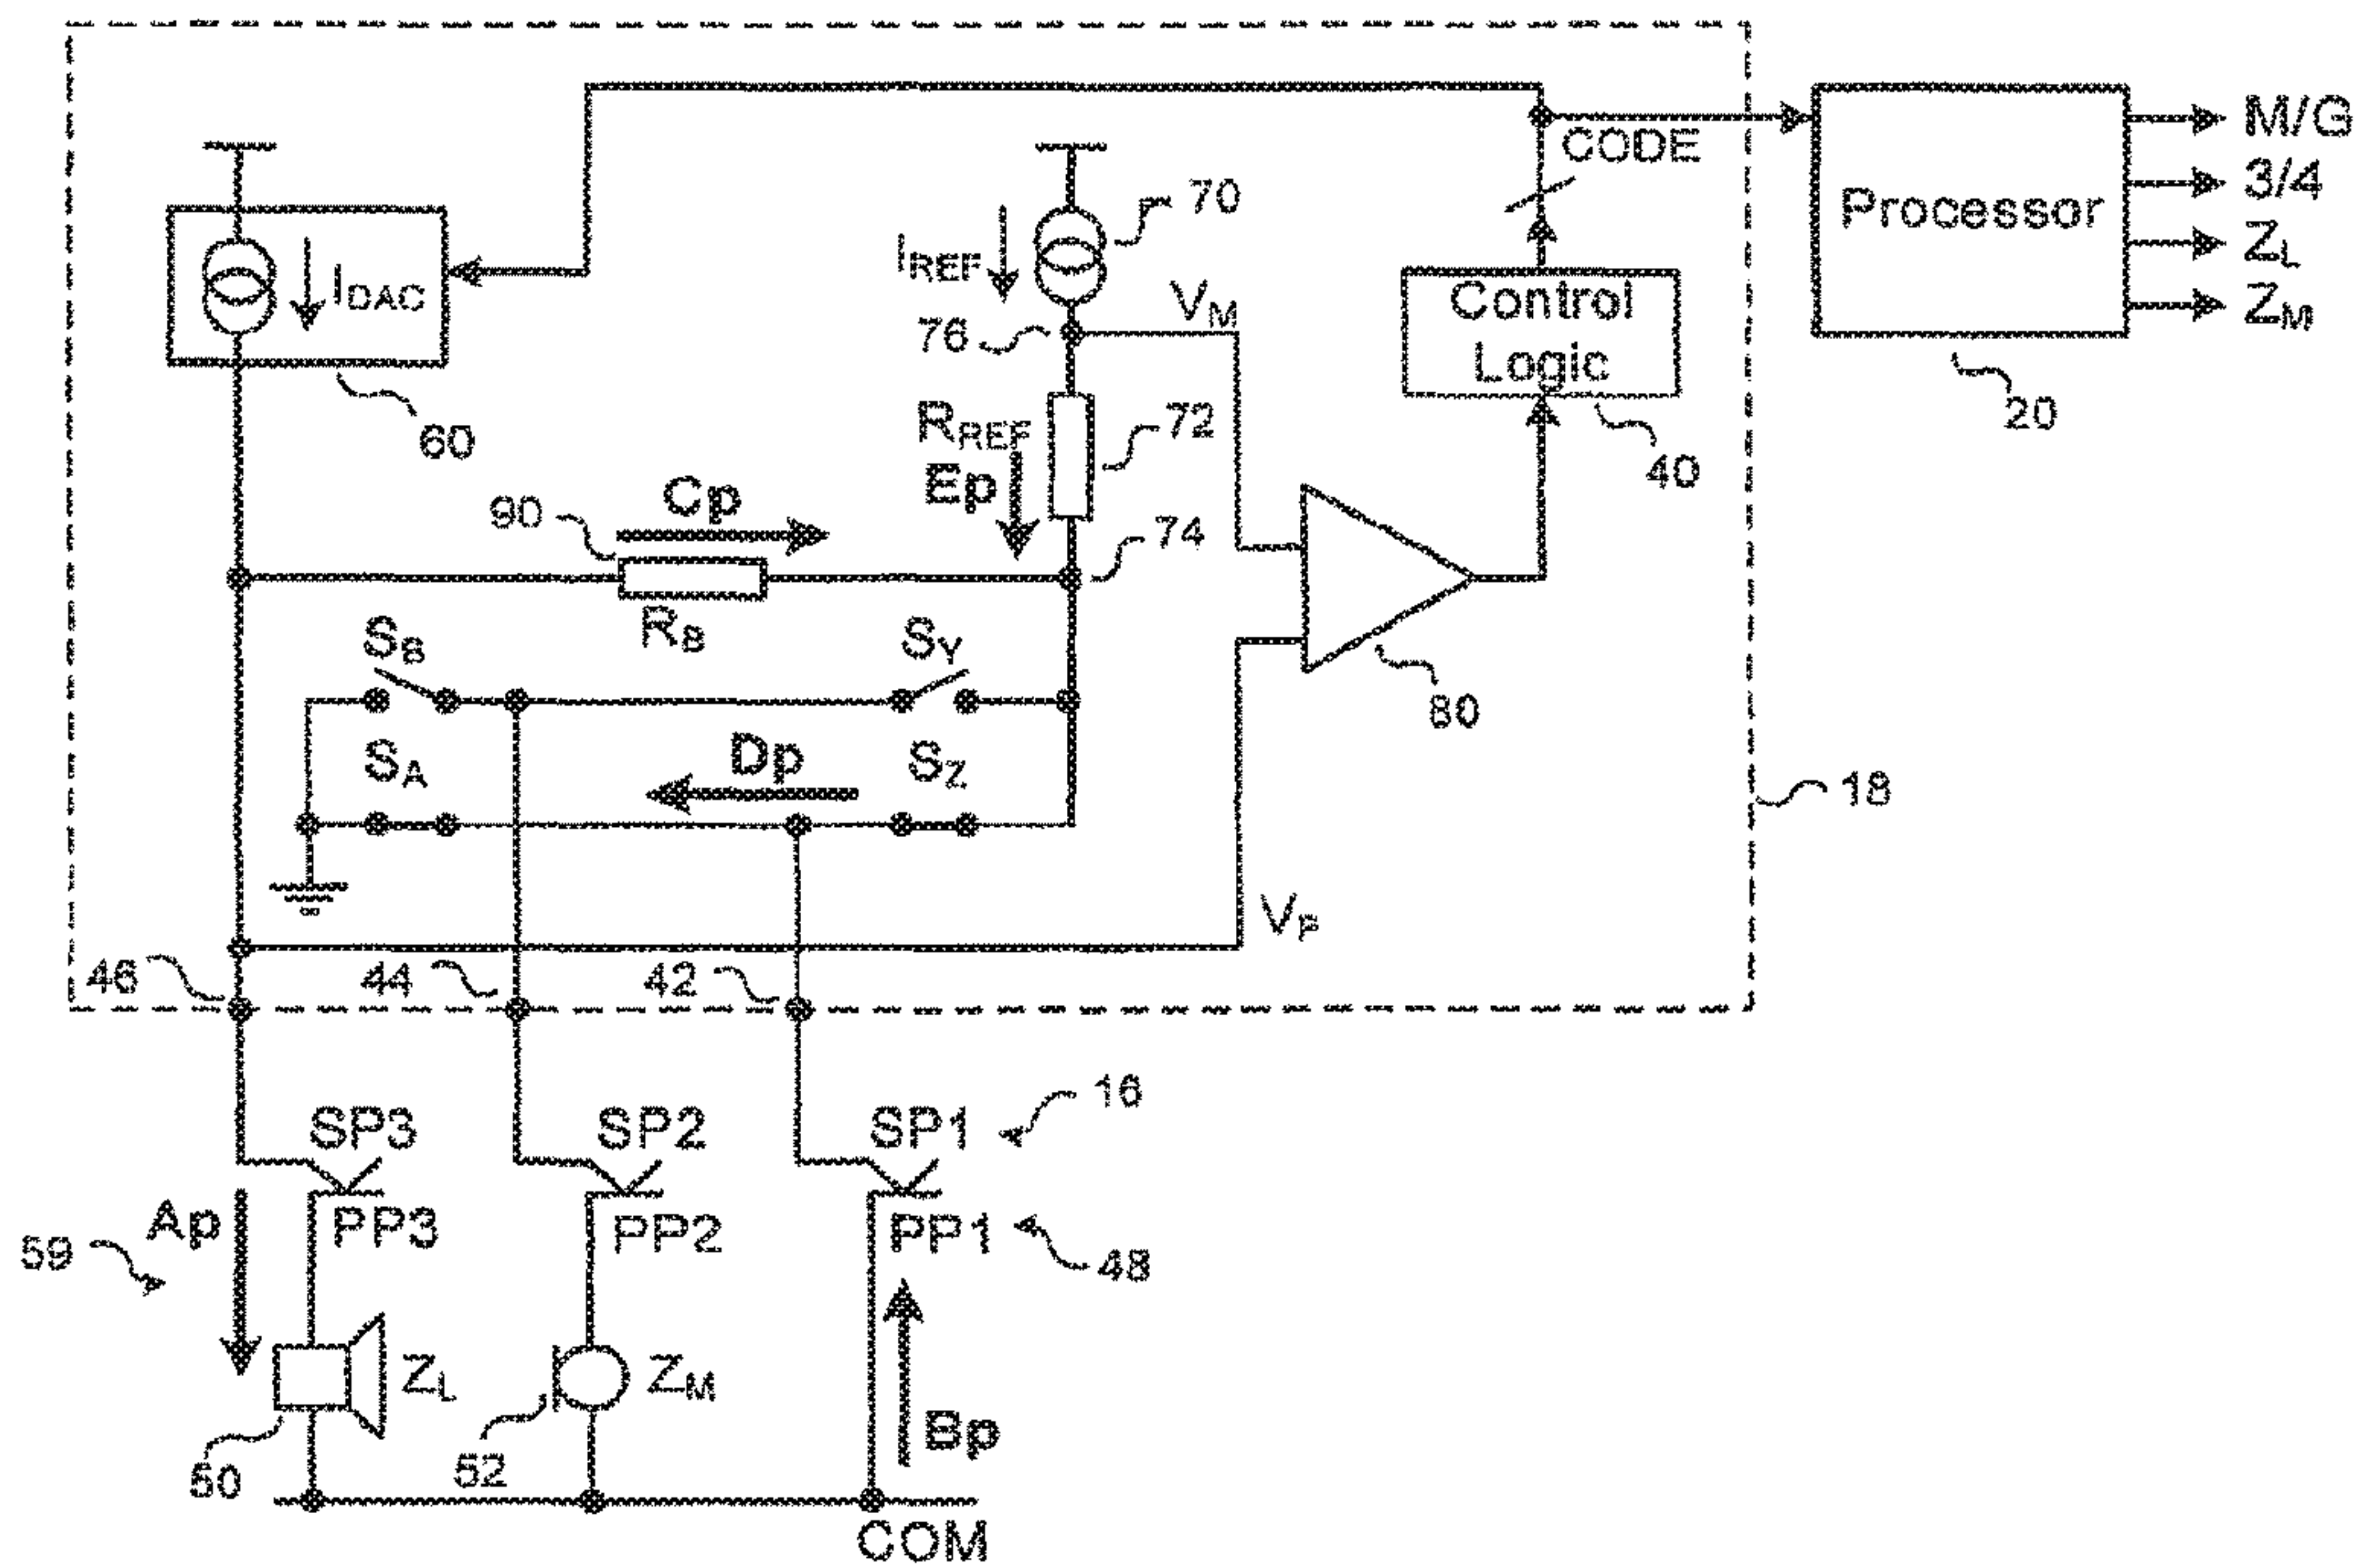 M/G
CODE
3/4
Processor
70
I_REF
Z_L
I_DAC
V_M
Control
Logic
Z_M
76
20
60
R_REF
72
40
Cp
Ep
90
74
R_B
S_B
S_Y
80
Dp
S_A
S_Z
18
V_P
46
44
42
16
SP3
SP2
SP1
Ap
PP3
PP2
PP1
59
48
Z_L
Z_M
Bp
50
52
COM